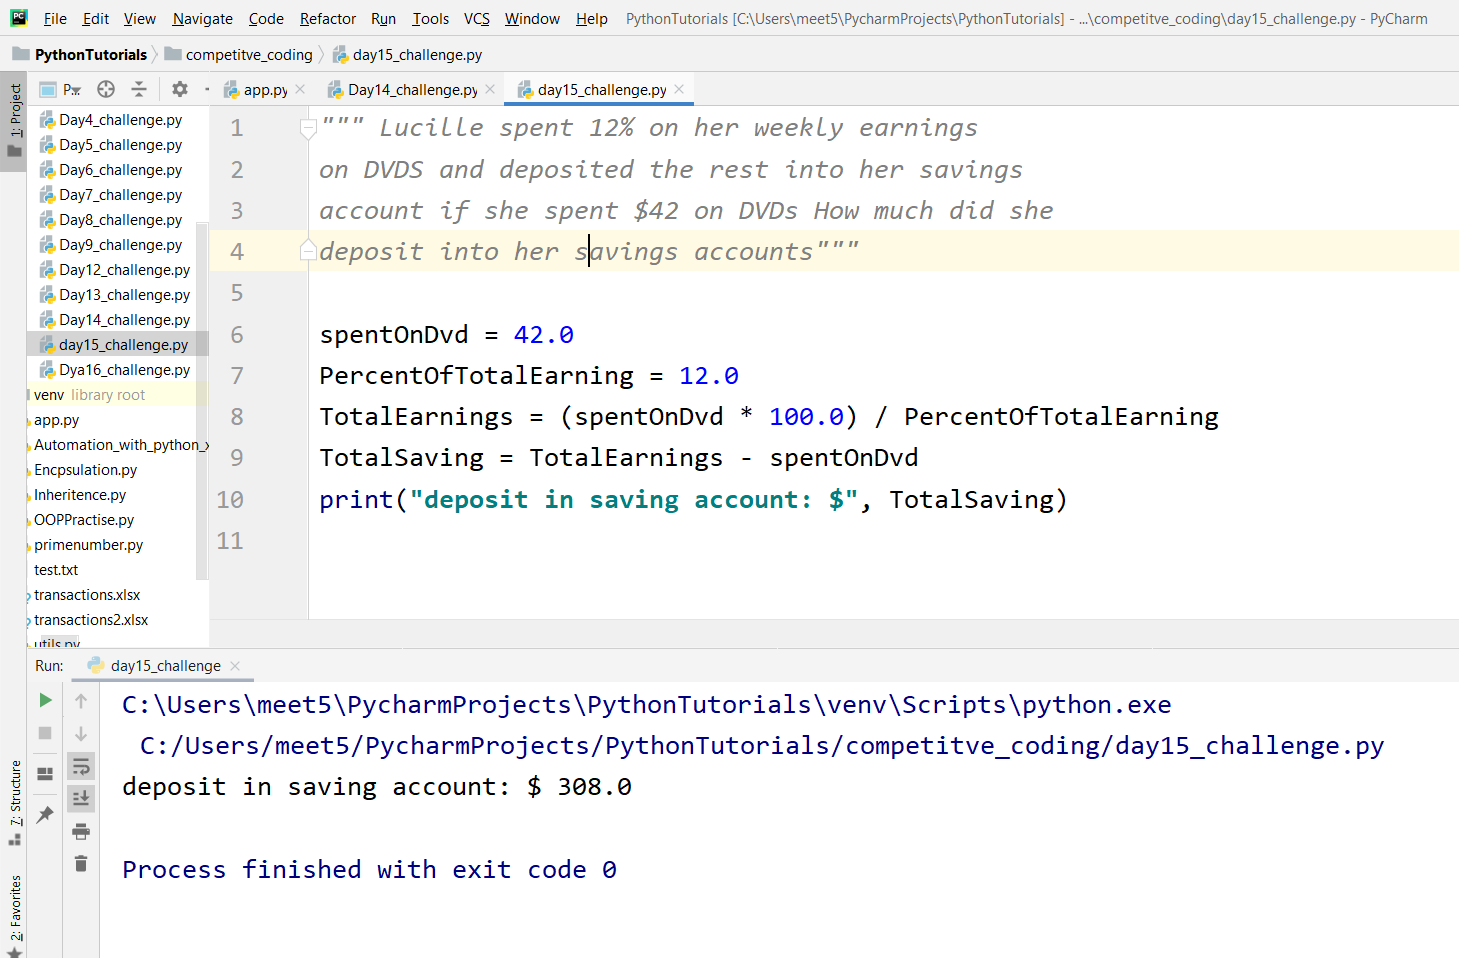 File Edit View Navigate Code Refactor Run Tools VCS Window Help PythonTutorials [C:\Users\meet5\PycharmProjects\PythonTutorials] - ...\competitve_coding\day15_challenge.py - PyCharm
PythonTutorials competitve_coding day15_challenge.py
1: Project
P
app.py Day14_challenge.py day15_challenge.py
Day4_challenge.py
Day5_challenge.py
Day6_challenge.py
Day7_challenge.py
Day8_challenge.py
Day9_challenge.py
Day12_challenge.py
Day13_challenge.py
Day14_challenge.py
day15_challenge.py
Dya16_challenge.py
venv library root
app.py
Automation_with_python_x
Encpsulation.py
Inheritence.py
OOPPractise.py
primenumber.py
test.txt
transactions.xlsx
transactions2.xlsx
utils.py
1 """ Lucille spent 12% on her weekly earnings
2 on DVDS and deposited the rest into her savings
3 account if she spent $42 on DVDs How much did she
4 deposit into her savings accounts"""
5
6 spentOnDvd = 42.0
7 PercentOfTotalEarning = 12.0
8 TotalEarnings = (spentOnDvd * 100.0) / PercentOfTotalEarning
9 TotalSaving = TotalEarnings - spentOnDvd
10 print("deposit in saving account: $", TotalSaving)
11
Run: day15_challenge
C:\Users\meet5\PycharmProjects\PythonTutorials\venv\Scripts\python.exe
C:/Users/meet5/PycharmProjects/PythonTutorials/competitve_coding/day15_challenge.py
deposit in saving account: $ 308.0
Process finished with exit code 0
7: Structure
2: Favorites